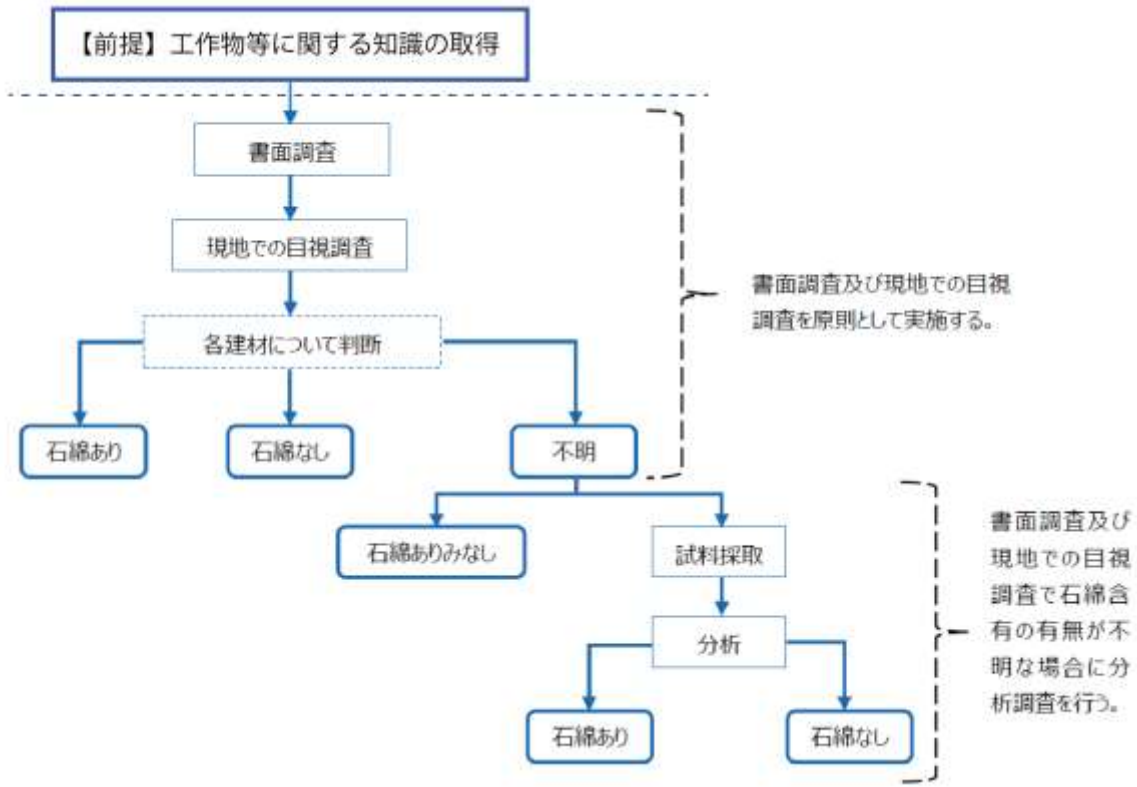 【前提】工作物等に関する知識の取得
書面調査
現地での目視調査
各建材について判断
石綿あり
石綿なし
不明
書面調査及び現地での目視
調査を原則として実施する。
石綿ありみなし
試料採取
分析
石綿あり
石綿なし
書面調査及び
現地での目視
調査で石綿含
有の有無が不
明な場合に分
析調査を行う。